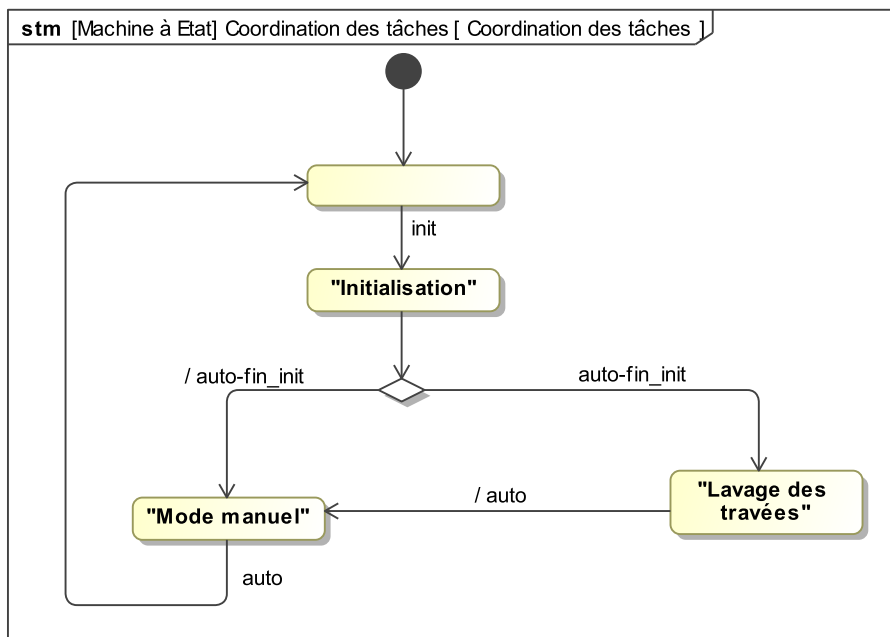 stm [Machine à Etat] Coordination des tâches [ Coordination des tâches ]
init
"Initialisation"
/ auto-fin_init
auto-fin_init
"Lavage des
travées"
/ auto
"Mode manuel"
auto